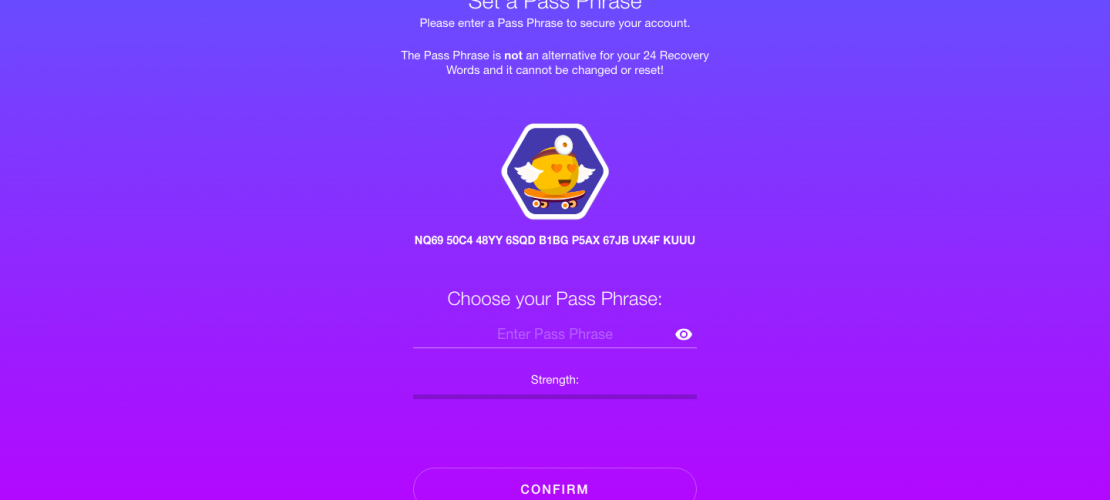 Set a Pass Phrase
Please enter a Pass Phrase to secure your account.
The Pass Phrase is not an alternative for your 24 Recovery
Words and it cannot be changed or reset!
NQ69 50C4 48YY 6SQD B1BG P5AX 67JB UX4F KUUU
Choose your Pass Phrase:
Enter Pass Phrase
Strength:
CONFIRM